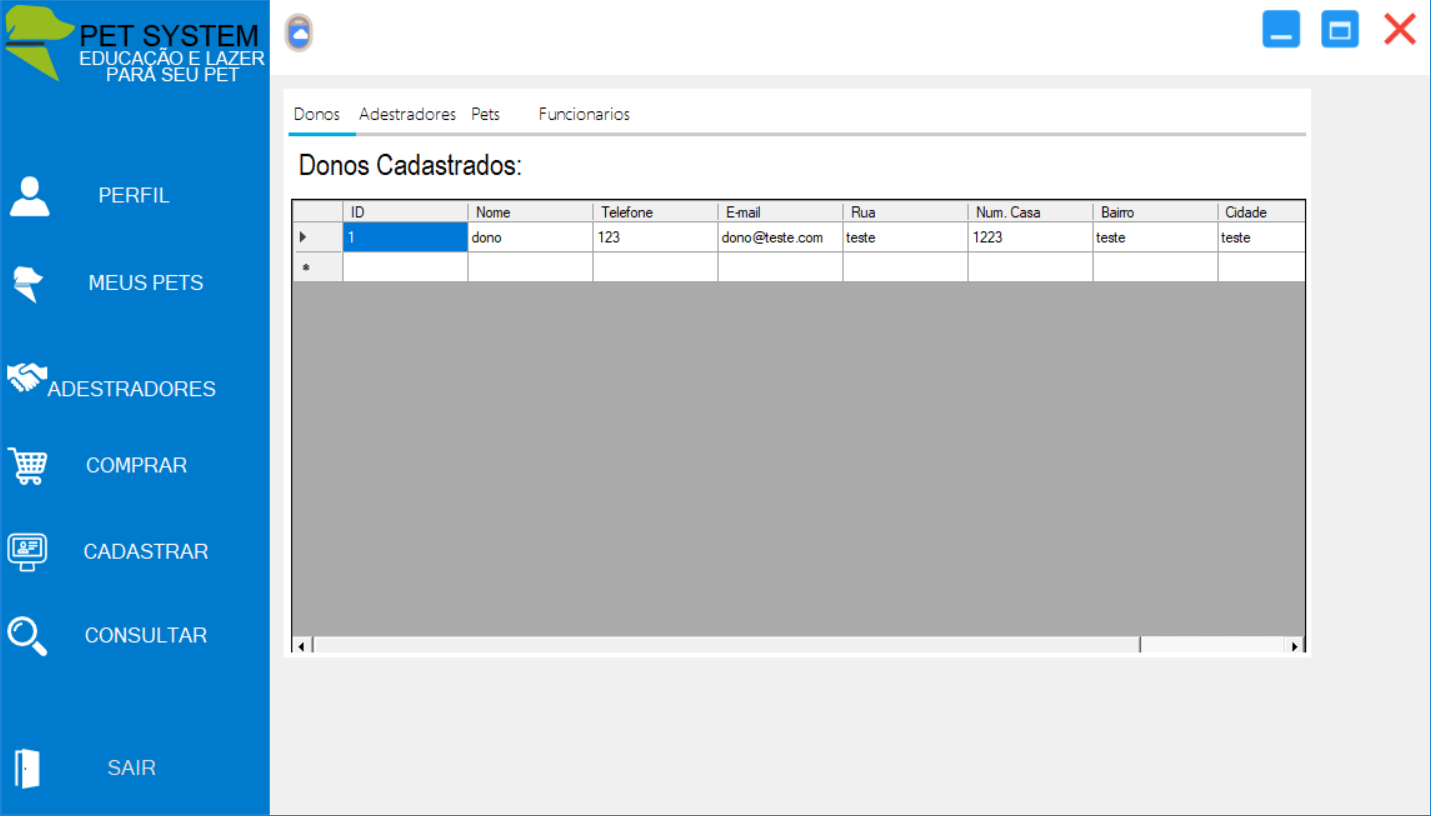 PET SYSTEM
EDUCAÇÃO E LAZER
PARA SEU PET
PERFIL
MEUS PETS
ADESTRADORES
COMPRAR
CADASTRAR
CONSULTAR
SAIR
Donos Adestradores Pets Funcionarios
Donos Cadastrados:
ID Nome Telefone E-mail Rua Num. Casa Bairro Cidade
1 dono 123 dono@teste.com teste 1223 teste teste